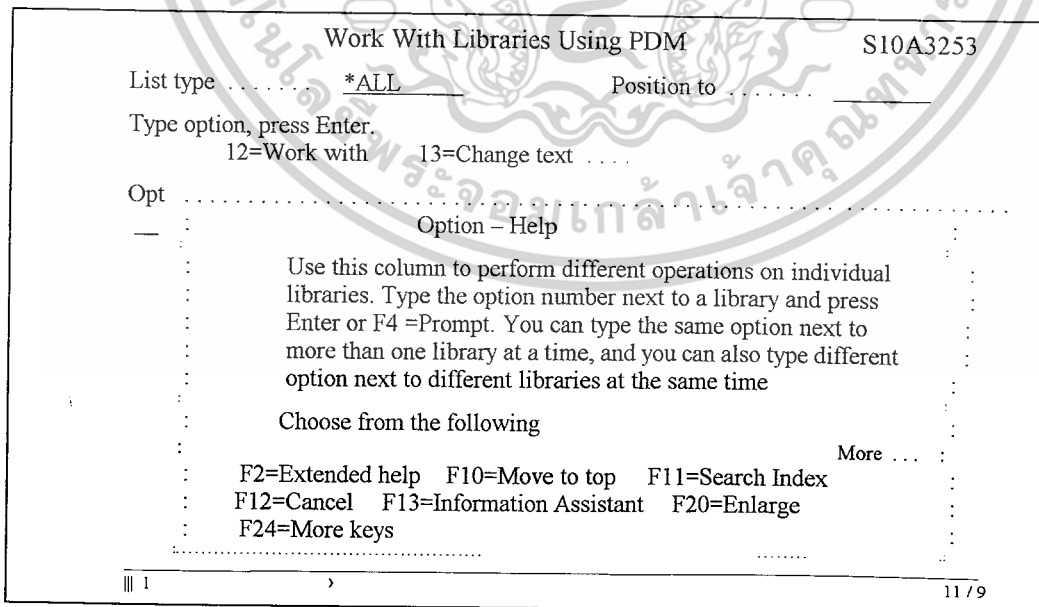 Work With Libraries Using PDM S10A3253
List type ....... *ALL Position to .......
Type option, press Enter.
12=Work with 13=Change text ....
Opt
Option – Help
Use this column to perform different operations on individual
libraries. Type the option number next to a library and press
Enter or F4 =Prompt. You can type the same option next to
more than one library at a time, and you can also type different
option next to different libraries at the same time
Choose from the following
More ...
F2=Extended help F10=Move to top F11=Search Index
F12=Cancel F13=Information Assistant F20=Enlarge
F24=More keys
1 › 11 / 9